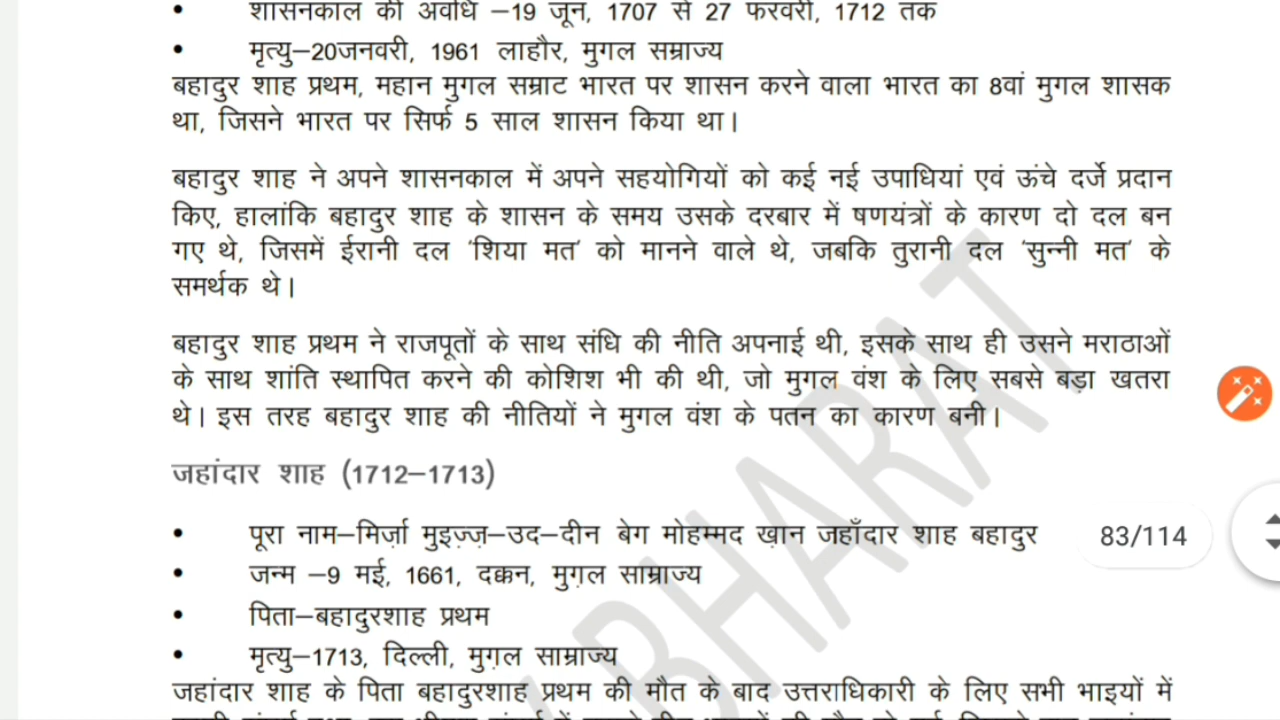 • शासनकाल की अवधि –19 जून, 1707 से 27 फरवरी, 1712 तक
• मृत्यु–20जनवरी, 1961 लाहौर, मुगल सम्राज्य
बहादुर शाह प्रथम, महान मुगल सम्राट भारत पर शासन करने वाला भारत का 8वां मुगल शासक
था, जिसने भारत पर सिर्फ 5 साल शासन किया था।
बहादुर शाह ने अपने शासनकाल में अपने सहयोगियों को कई नई उपाधियां एवं ऊंचे दर्जे प्रदान
किए, हालांकि बहादुर शाह के शासन के समय उसके दरबार में षणयंत्रों के कारण दो दल बन
गए थे, जिसमें ईरानी दल 'शिया मत' को मानने वाले थे, जबकि तुरानी दल 'सुन्नी मत' के
समर्थक थे।
बहादुर शाह प्रथम ने राजपूतों के साथ संधि की नीति अपनाई थी, इसके साथ ही उसने मराठाओं
के साथ शांति स्थापित करने की कोशिश भी की थी, जो मुगल वंश के लिए सबसे बड़ा खतरा
थे। इस तरह बहादुर शाह की नीतियों ने मुगल वंश के पतन का कारण बनी।
जहांदार शाह (1712–1713)
• पूरा नाम–मिर्ज़ा मुइज़्ज़–उद–दीन बेग मोहम्मद ख़ान जहाँदार शाह बहादुर
83/114
• जन्म –9 मई, 1661, दक्कन, मुग़ल साम्राज्य
• पिता–बहादुरशाह प्रथम
• मृत्यु–1713, दिल्ली, मुग़ल साम्राज्य
जहांदार शाह के पिता बहादुरशाह प्रथम की मौत के बाद उत्तराधिकारी के लिए सभी भाइयों में
BHARAT